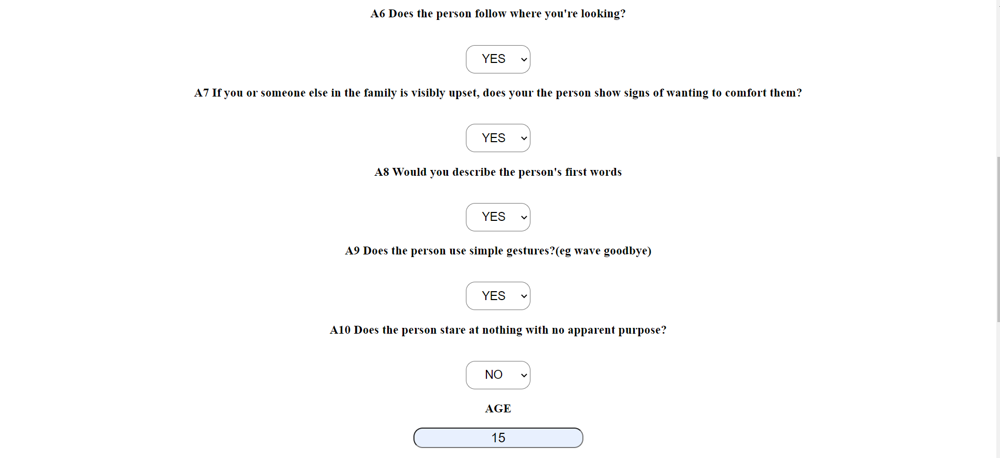 A6 Does the person follow where you're looking?
YES
A7 If you or someone else in the family is visibly upset, does your the person show signs of wanting to comfort them?
YES
A8 Would you describe the person's first words
YES
A9 Does the person use simple gestures?(eg wave goodbye)
YES
A10 Does the person stare at nothing with no apparent purpose?
NO
AGE
15